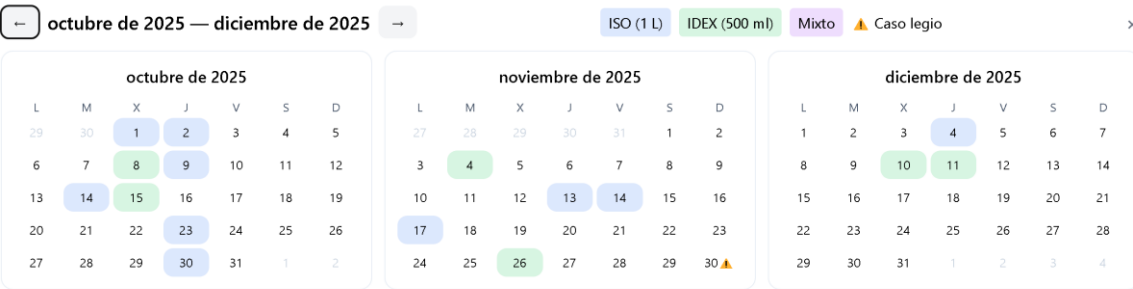 ← octubre de 2025 — diciembre de 2025 → ISO (1 L) IDEX (500 ml) Mixto ⚠️ Caso legio ›
octubre de 2025
L M X J V S D
29 30 1 2 3 4 5
6 7 8 9 10 11 12
13 14 15 16 17 18 19
20 21 22 23 24 25 26
27 28 29 30 31 1 2
noviembre de 2025
L M X J V S D
27 28 29 30 31 1 2
3 4 5 6 7 8 9
10 11 12 13 14 15 16
17 18 19 20 21 22 23
24 25 26 27 28 29 30⚠️
diciembre de 2025
L M X J V S D
1 2 3 4 5 6 7
8 9 10 11 12 13 14
15 16 17 18 19 20 21
22 23 24 25 26 27 28
29 30 31 1 2 3 4